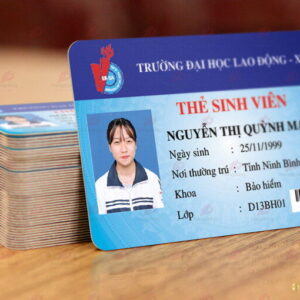 TRƯỜNG ĐẠI HỌC LAO ĐỘNG - X
THẺ SINH VIÊN
NGUYỄN THỊ QUỲNH MA
Ngày sinh : 25/11/1999
Nơi thường trú : Tỉnh Ninh Bình
Khoa : Bảo hiểm
Lớp : D13BH01